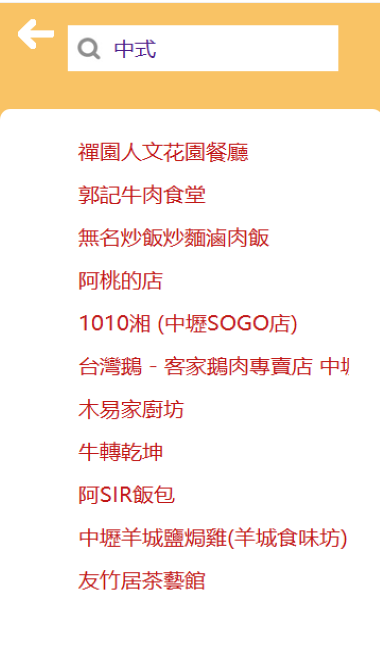 中式
禪園人文花園餐廳
郭記牛肉食堂
無名炒飯炒麵滷肉飯
阿桃的店
1010湘 (中壢SOGO店)
台灣鵝 - 客家鵝肉專賣店 中
木易家廚坊
牛轉乾坤
阿SIR飯包
中壢羊城鹽焗雞(羊城食味坊)
友竹居茶藝館